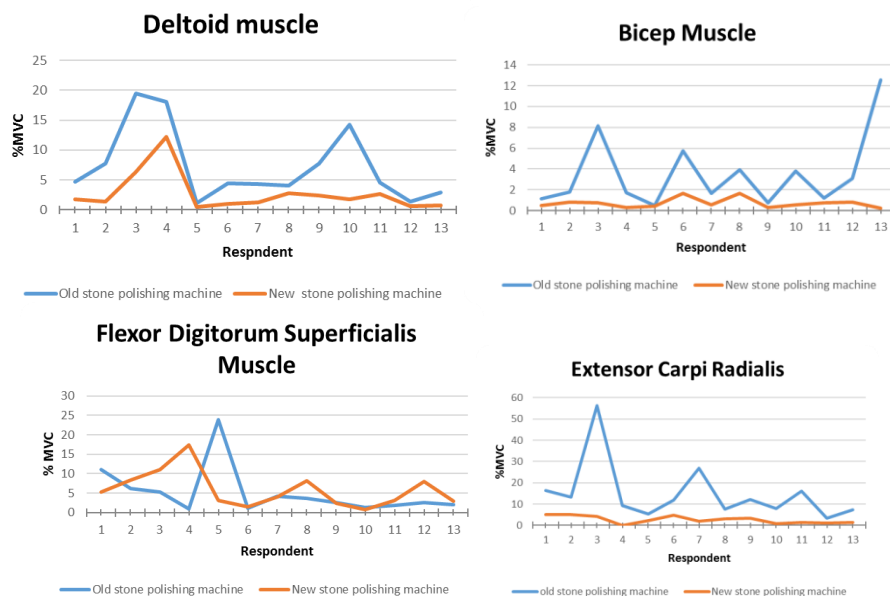 Deltoid muscle
25
20
15
10
5
0
%MVC
1 2 3 4 5 6 7 8 9 10 11 12 13
Respndent
Old stone polishing machine New stone polishing machine
Bicep Muscle
14
12
10
8
6
4
2
0
%MVC
1 2 3 4 5 6 7 8 9 10 11 12 13
Respondent
Old stone polishing machine New stone polishing machine
Flexor Digitorum Superficialis
Muscle
30
25
20
15
10
5
0
% MVC
1 2 3 4 5 6 7 8 9 10 11 12 13
Respondent
Old stone polishing machine New stone polishing machine
Extensor Carpi Radialis
60
50
40
30
20
10
0
%MVC
1 2 3 4 5 6 7 8 9 10 11 12 13
Respondent
old stone polishing machine New stone polishing machine